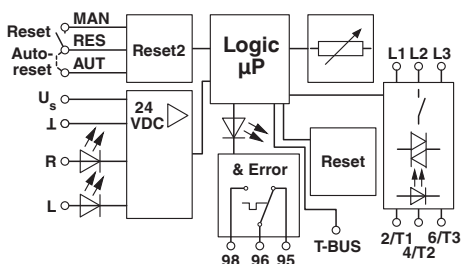 Reset
MAN
RES
Auto-
reset
AUT
Reset2
Logic
µP
L1 L2 L3
Us
⊥
24
VDC
R
L
& Error
Reset
98 96 95
T-BUS
2/T1
4/T2
6/T3